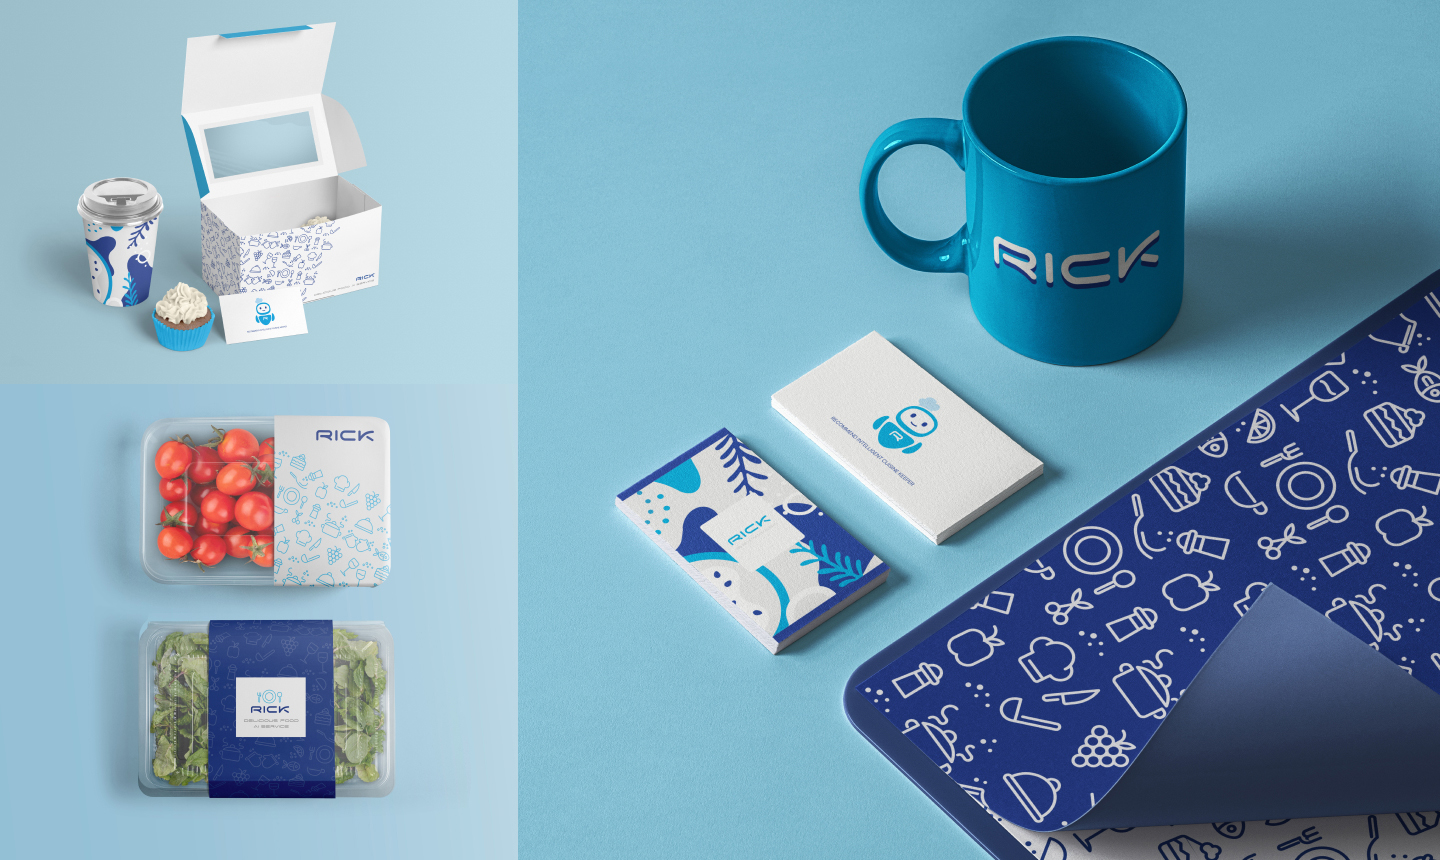 RICK
RICK
RECOMMEND INTELLIGENT CUISINE KEEPER
RICK
RICK
RICK
DELICIOUS FOOD
AI SERVICE